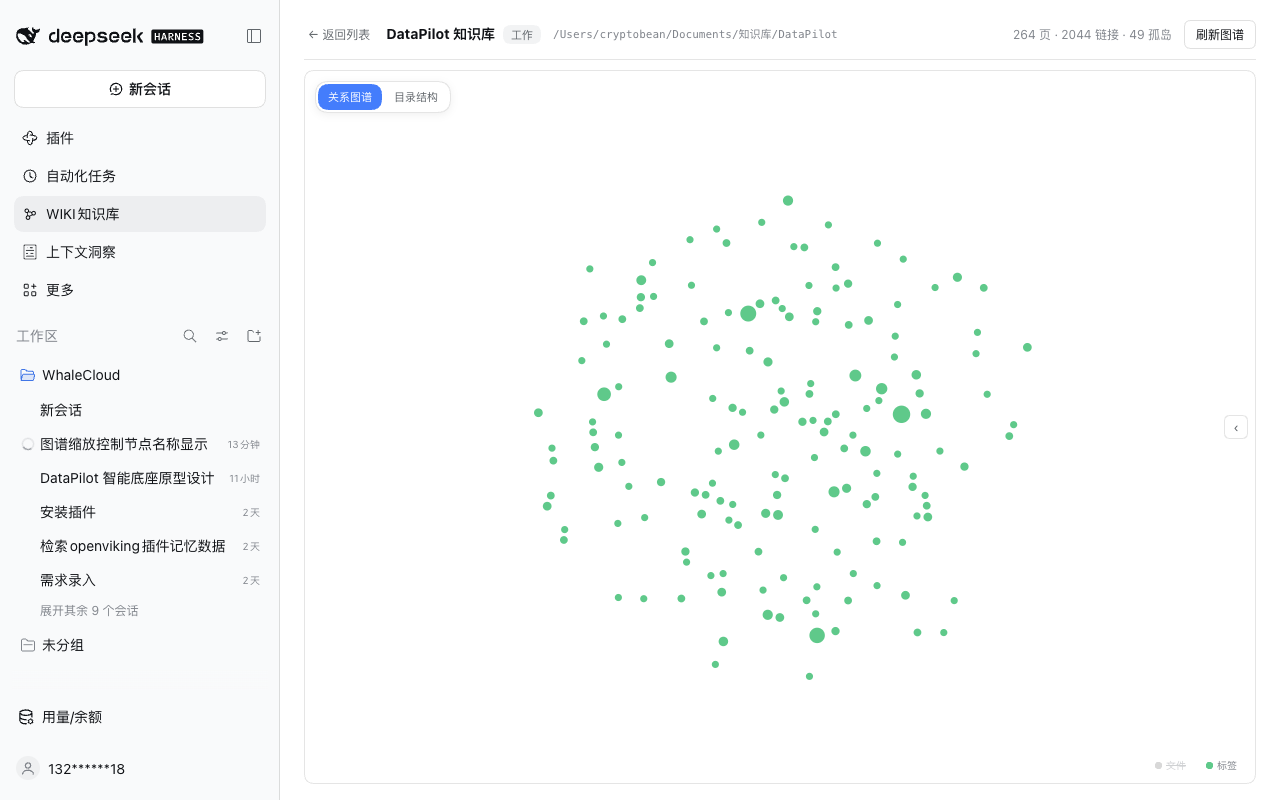 deepseek HARNESS
新会话
插件
自动化任务
WIKI 知识库
上下文洞察
更多
工作区
WhaleCloud
新会话
图谱缩放控制节点名称显示 13 分钟
DataPilot 智能底座原型设计 11 小时
安装插件 2 天
检索 openviking 插件记忆数据 2 天
需求录入 2 天
展开其余 9 个会话
未分组
用量/余额
132******18
← 返回列表 DataPilot 知识库 工作 /Users/cryptobean/Documents/知识库/DataPilot 264 页 · 2044 链接 · 49 孤岛 刷新图谱
关系图谱 目录结构
‹
文件 标签